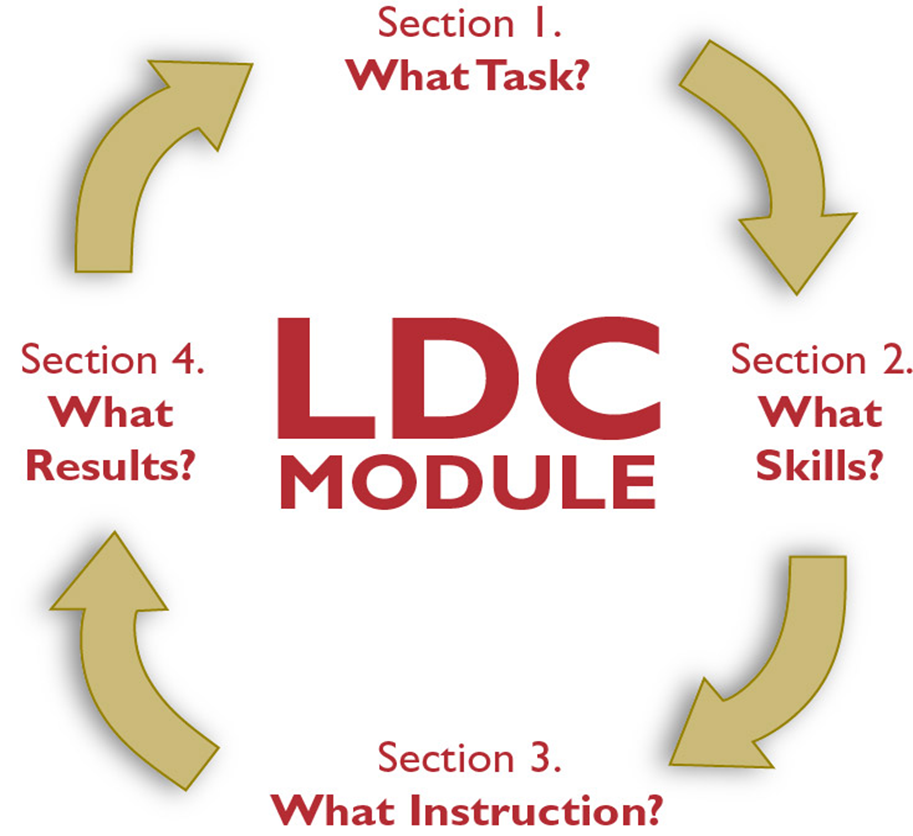 Section 1.
What Task?
Section 2.
What
Skills?
Section 3.
What Instruction?
Section 4.
What
Results?
LDC
MODULE